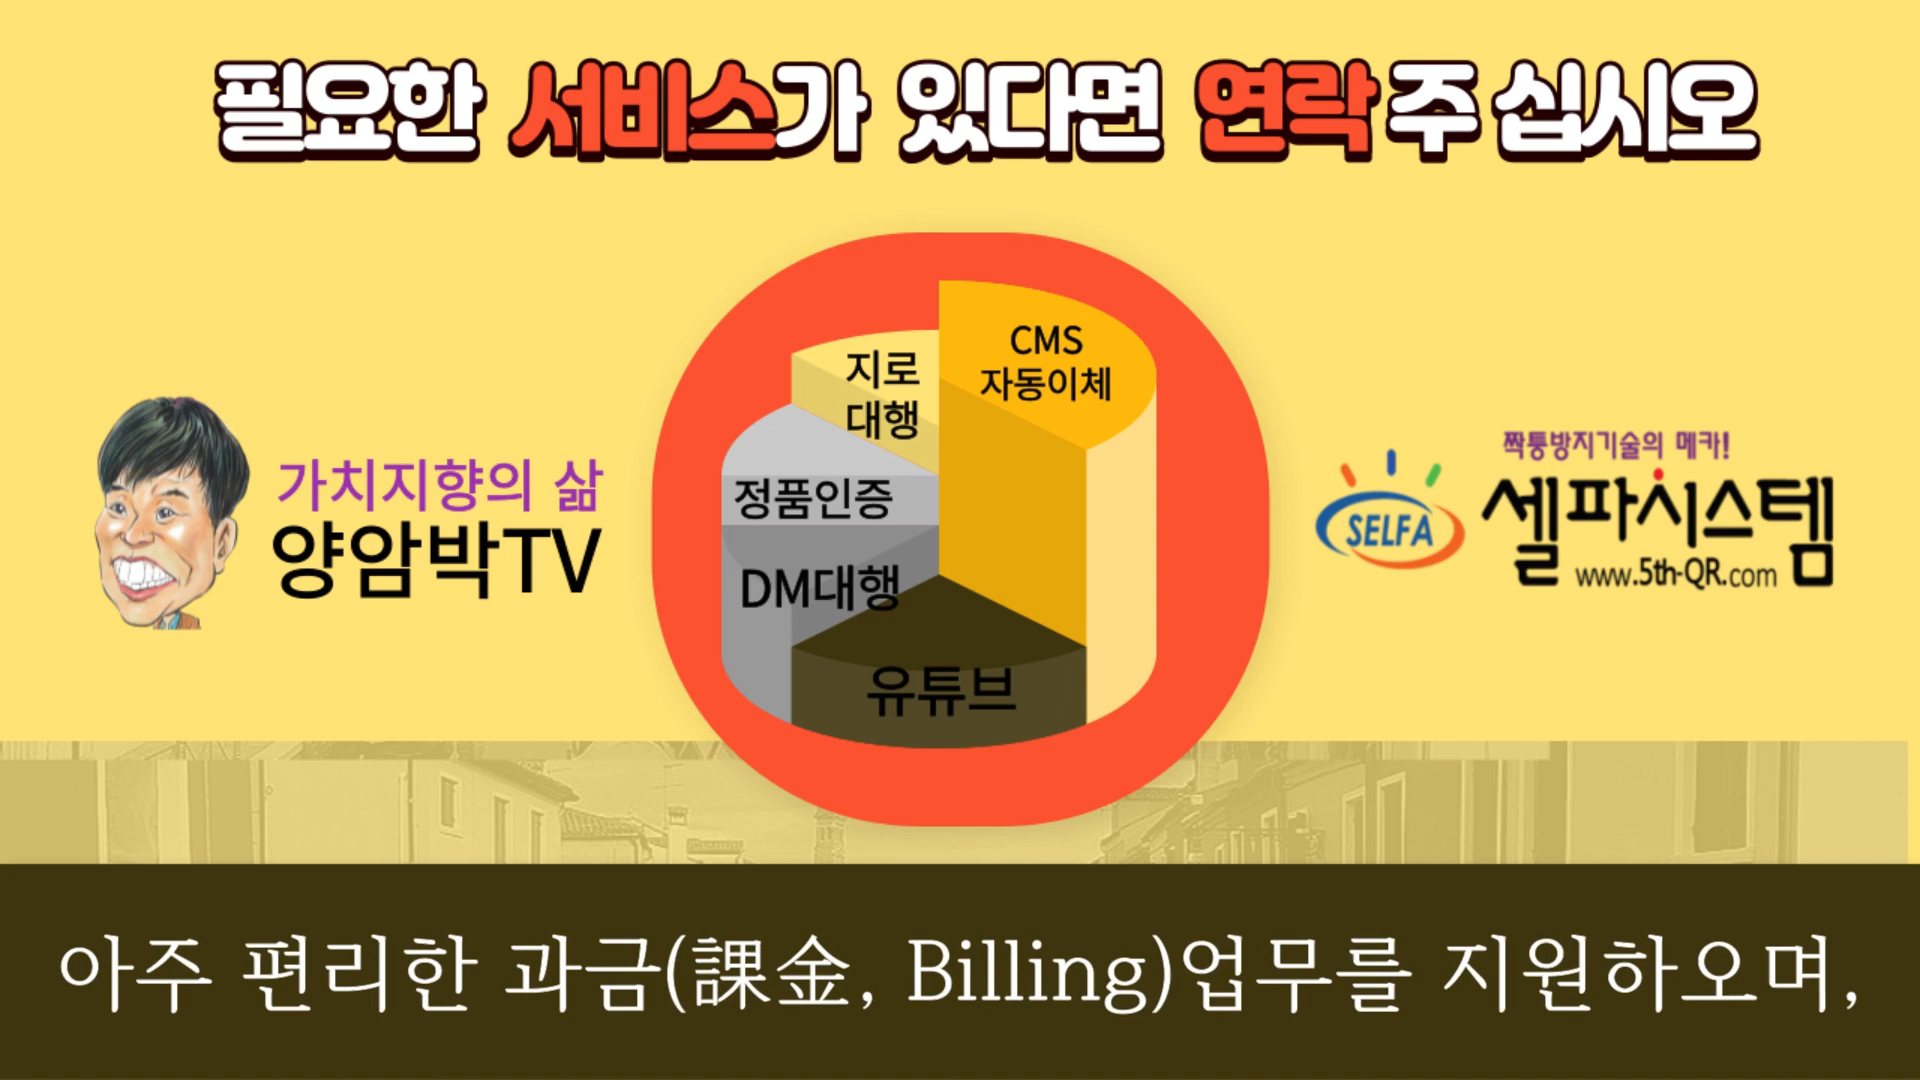 필요한 서비스가 있다면 연락주십시오
가치지향의 삶
양암박TV
CMS
자동이체
지로
대행
정품인증
DM대행
유튜브
짝퉁방지기술의 메카!
SELFA
셀파시스템
www.5th-QR.com
아주 편리한 과금(課金, Billing)업무를 지원하오며,